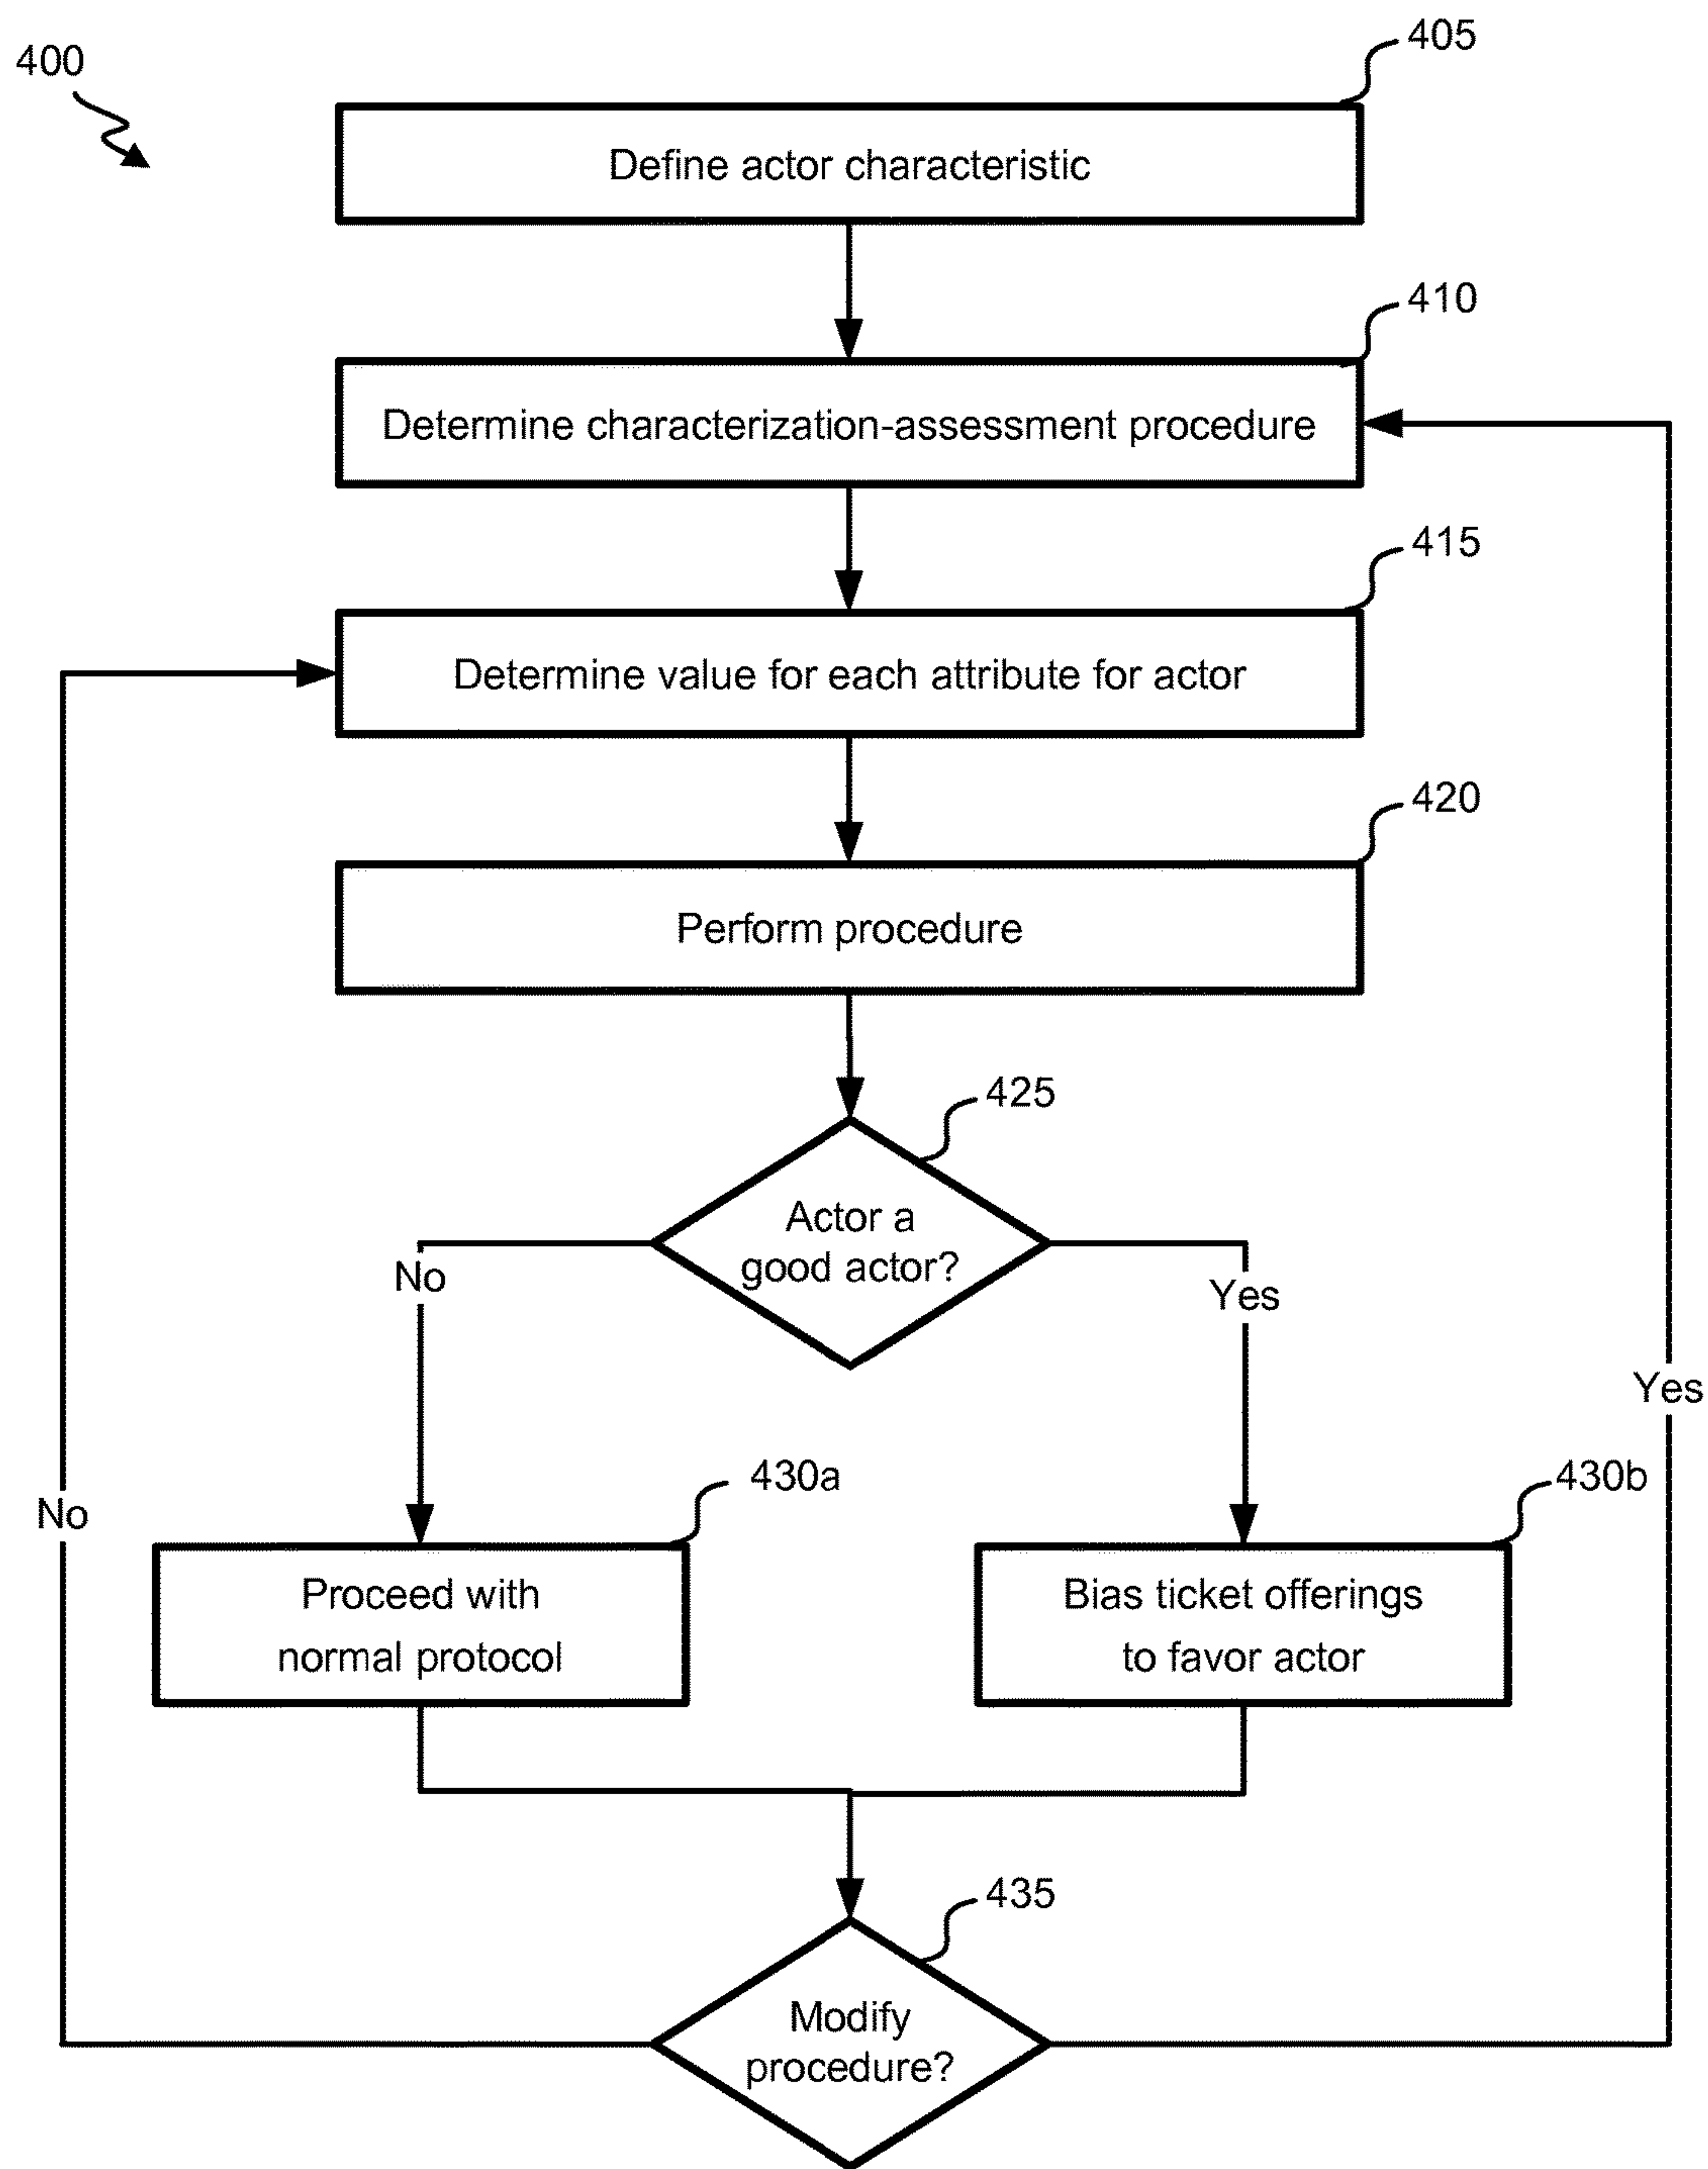 400
405
Define actor characteristic
410
Determine characterization-assessment procedure
415
Determine value for each attribute for actor
420
Perform procedure
425
Actor a
good actor?
No
Yes
Yes
430a
430b
No
Proceed with
normal protocol
Bias ticket offerings
to favor actor
435
Modify
procedure?